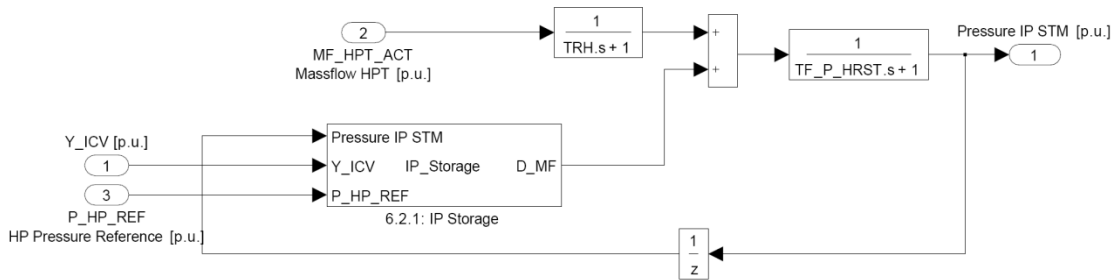 2
MF_HPT_ACT
Massflow HPT [p.u.]
1
TRH.s + 1
+
+
1
TF_P_HRST.s + 1
Pressure IP STM [p.u.]
1
Y_ICV [p.u.]
1
3
P_HP_REF
HP Pressure Reference [p.u.]
Pressure IP STM
Y_ICV IP_Storage D_MF
P_HP_REF
6.2.1: IP Storage
1
z